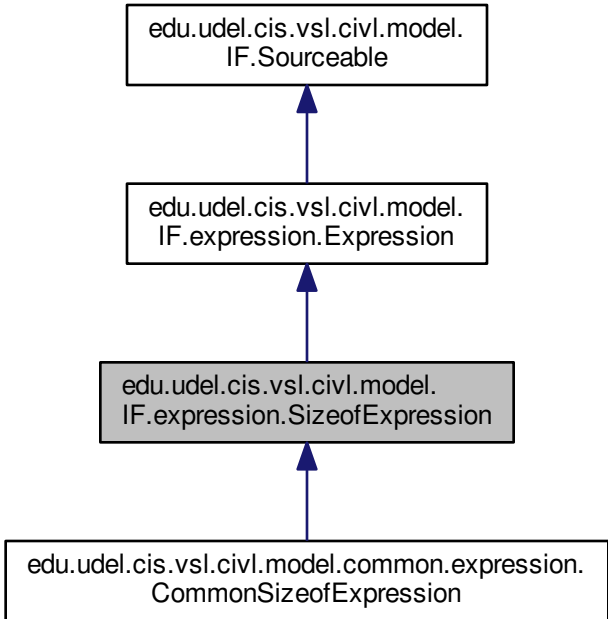 edu.udel.cis.vsl.civl.model.
IF.Sourceable
edu.udel.cis.vsl.civl.model.
IF.expression.Expression
edu.udel.cis.vsl.civl.model.
IF.expression.SizeofExpression
edu.udel.cis.vsl.civl.model.common.expression.
CommonSizeofExpression